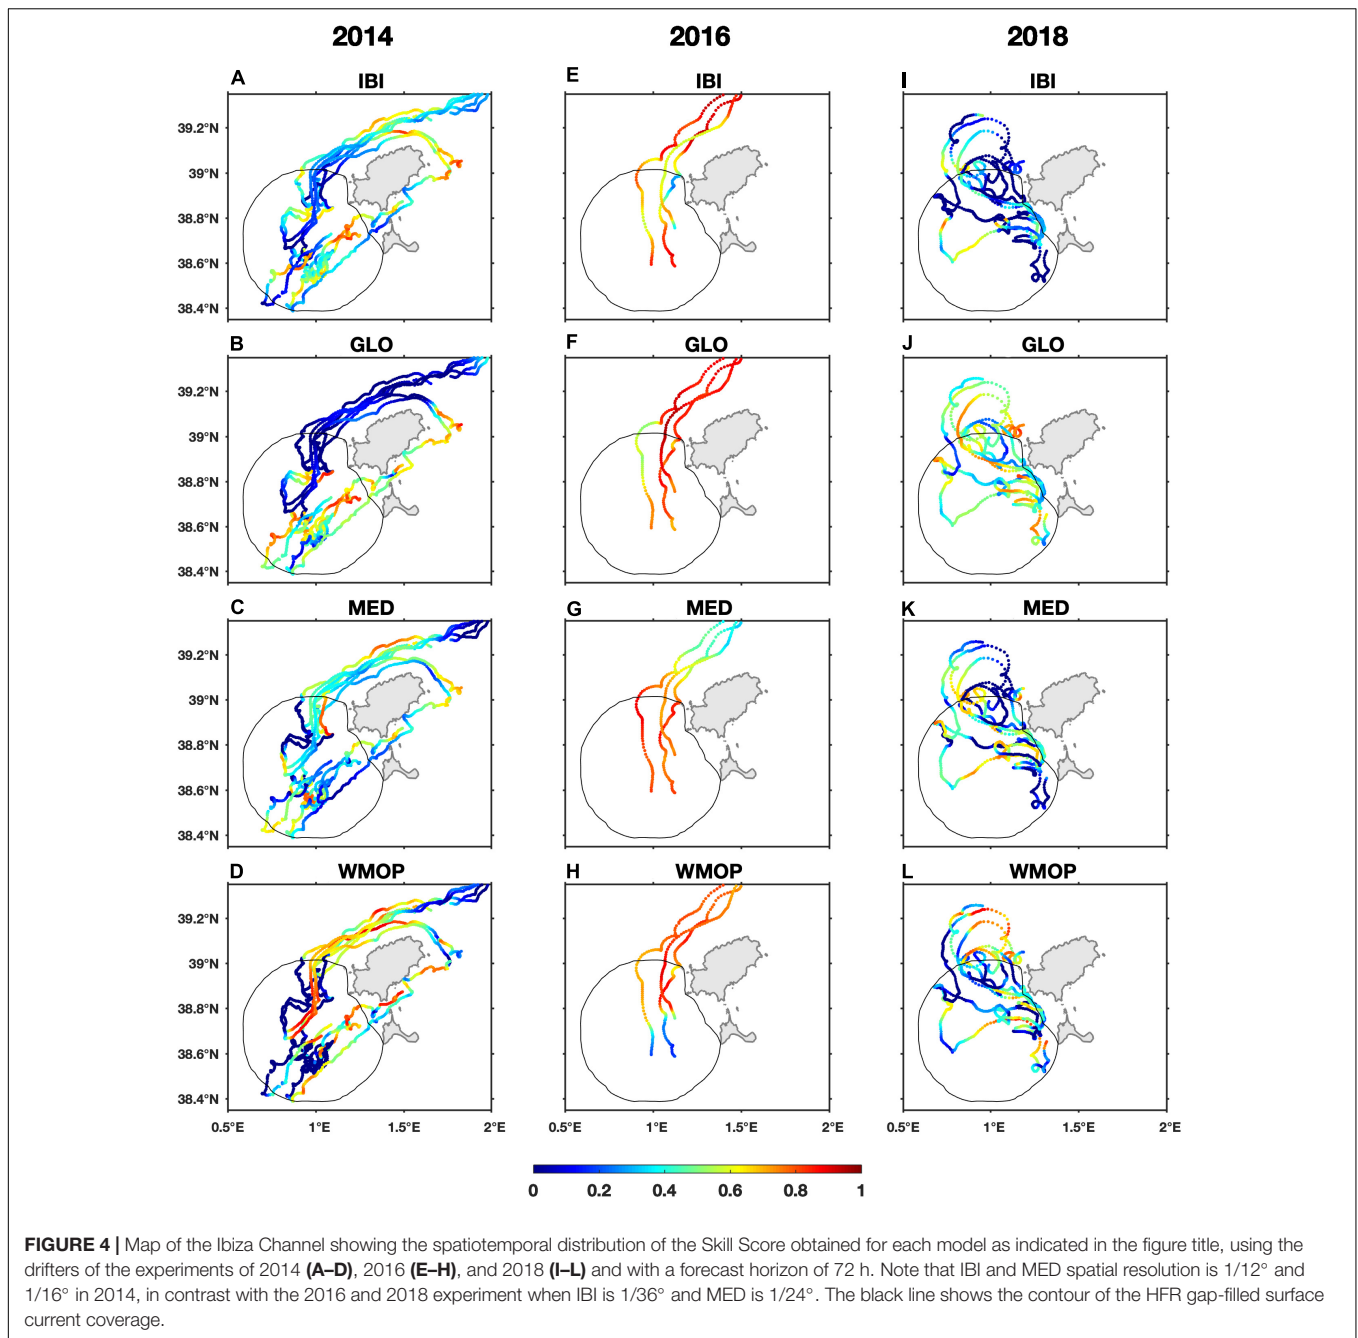 2014 2016 2018
A IBI E IBI I IBI
39.2°N
39°N
38.8°N
38.6°N
38.4°N
B GLO F GLO J GLO
39.2°N
39°N
38.8°N
38.6°N
38.4°N
C MED G MED K MED
39.2°N
39°N
38.8°N
38.6°N
38.4°N
D WMOP H WMOP L WMOP
39.2°N
39°N
38.8°N
38.6°N
38.4°N
0.5°E 1°E 1.5°E 2°E 0.5°E 1°E 1.5°E 2°E 0.5°E 1°E 1.5°E 2°E
0 0.2 0.4 0.6 0.8 1
FIGURE 4 | Map of the Ibiza Channel showing the spatiotemporal distribution of the Skill Score obtained for each model as indicated in the figure title, using the
drifters of the experiments of 2014 (A–D), 2016 (E–H), and 2018 (I–L) and with a forecast horizon of 72 h. Note that IBI and MED spatial resolution is 1/12° and
1/16° in 2014, in contrast with the 2016 and 2018 experiment when IBI is 1/36° and MED is 1/24°. The black line shows the contour of the HFR gap-filled surface
current coverage.